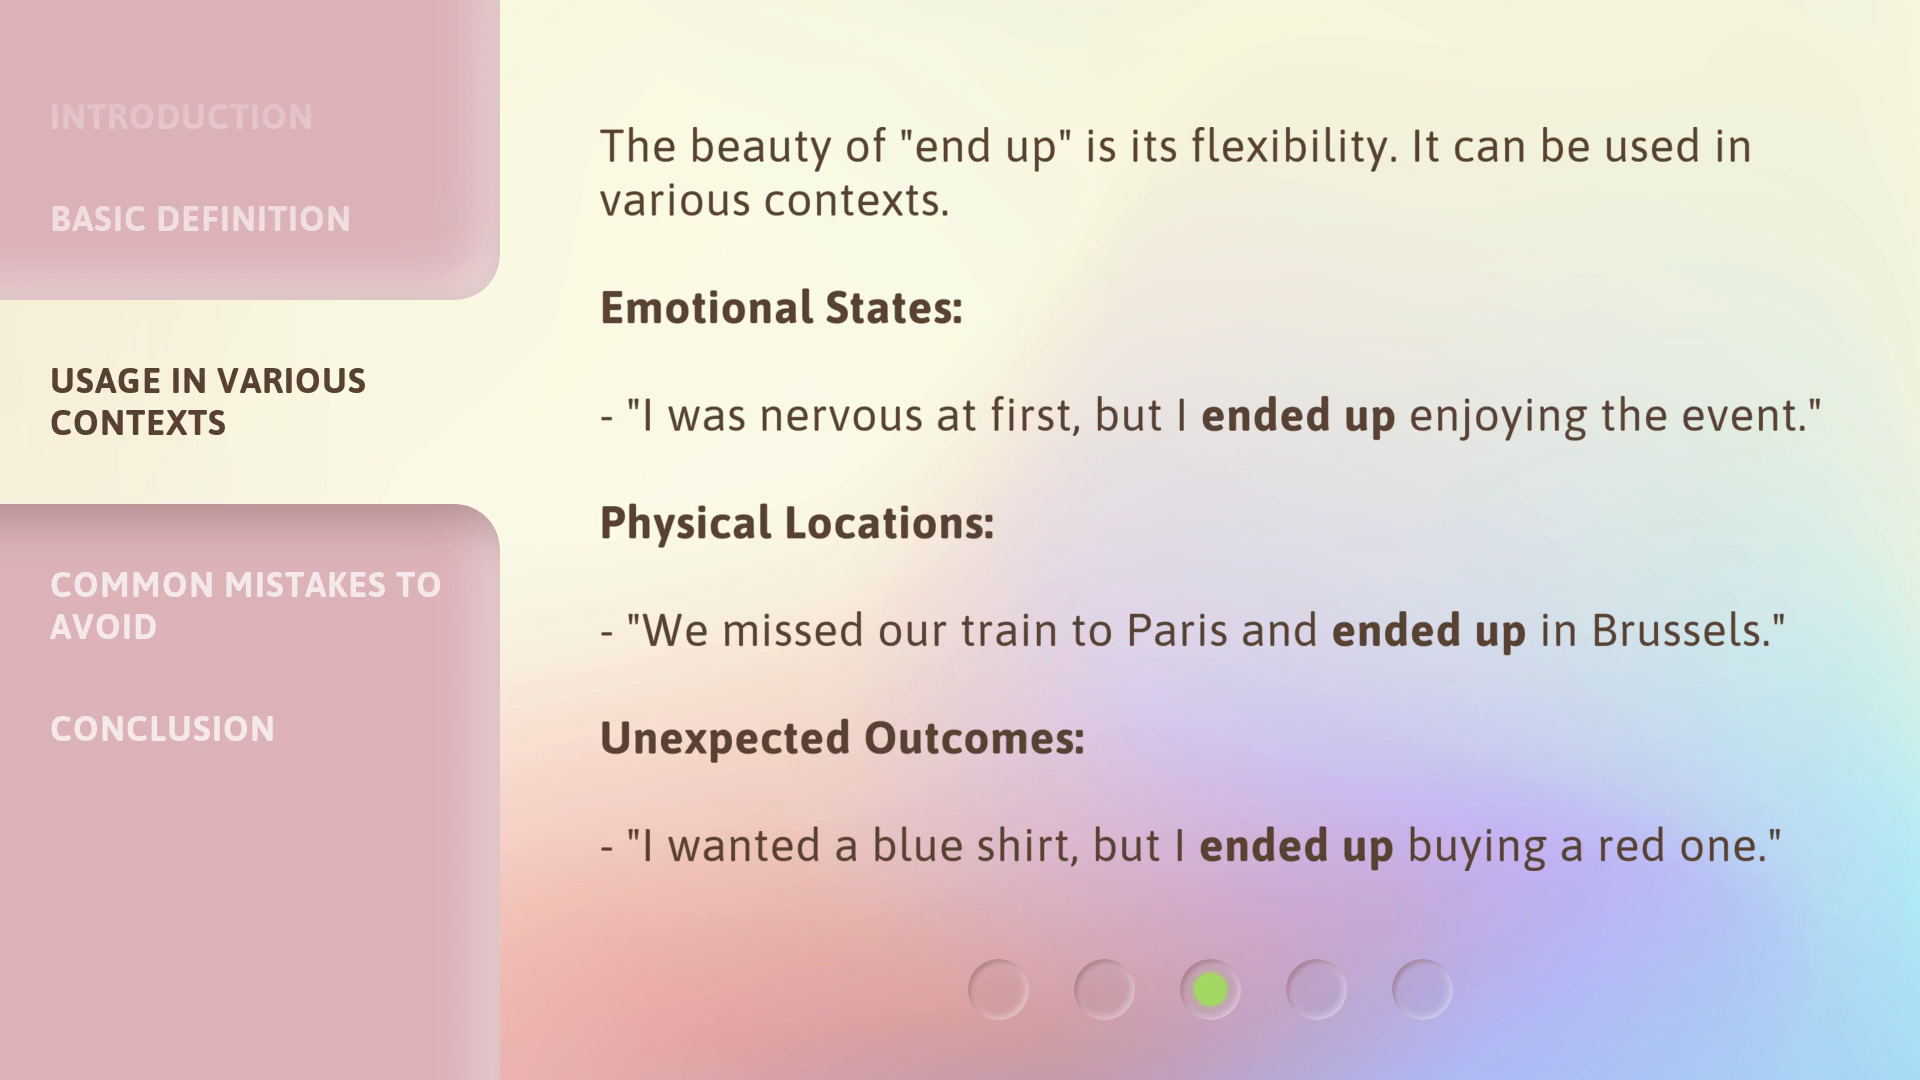 INTRODUCTION
BASIC DEFINITION
USAGE IN VARIOUS
CONTEXTS
COMMON MISTAKES TO
AVOID
CONCLUSION
The beauty of "end up" is its flexibility. It can be used in
various contexts.
Emotional States:
- "I was nervous at first, but I ended up enjoying the event."
Physical Locations:
- "We missed our train to Paris and ended up in Brussels."
Unexpected Outcomes:
- "I wanted a blue shirt, but I ended up buying a red one."